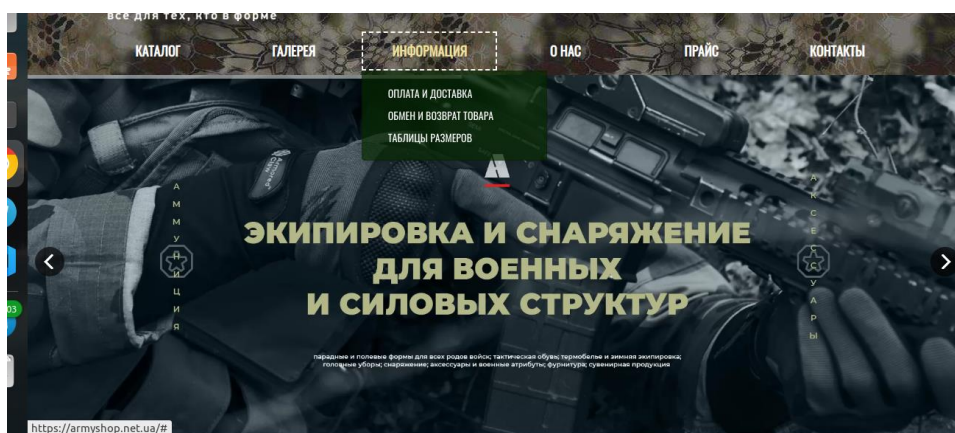 все для тех, кто в форме
КАТАЛОГ
ГАЛЕРЕЯ
ИНФОРМАЦИЯ
О НАС
ПРАЙС
КОНТАКТЫ
ОПЛАТА И ДОСТАВКА
ОБМЕН И ВОЗВРАТ ТОВАРА
ТАБЛИЦЫ РАЗМЕРОВ
АММУНИЦИЯ
ЭКИПИРОВКА И СНАРЯЖЕНИЕ
ДЛЯ ВОЕННЫХ
И СИЛОВЫХ СТРУКТУР
АКСЕССУАРЫ
парадные и полевые формы для всех родов войск; тактическая обувь; термобелье и зимняя экипировка;
головные уборы; снаряжение; аксессуары и военные атрибуты; фурнитура; сувенирная продукция
https://armyshop.net.ua/#